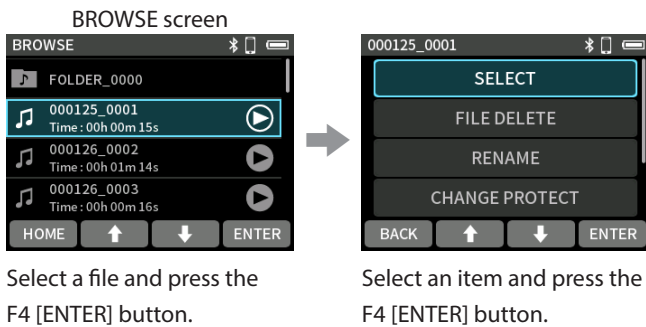 BROWSE screen
BROWSE
FOLDER_0000
000125_0001
Time : 00h 00m 15s
000126_0002
Time : 00h 01m 14s
000126_0003
Time : 00h 00m 16s
HOME
ENTER
Select a file and press the
F4 [ENTER] button.
000125_0001
SELECT
FILE DELETE
RENAME
CHANGE PROTECT
BACK
ENTER
Select an item and press the
F4 [ENTER] button.